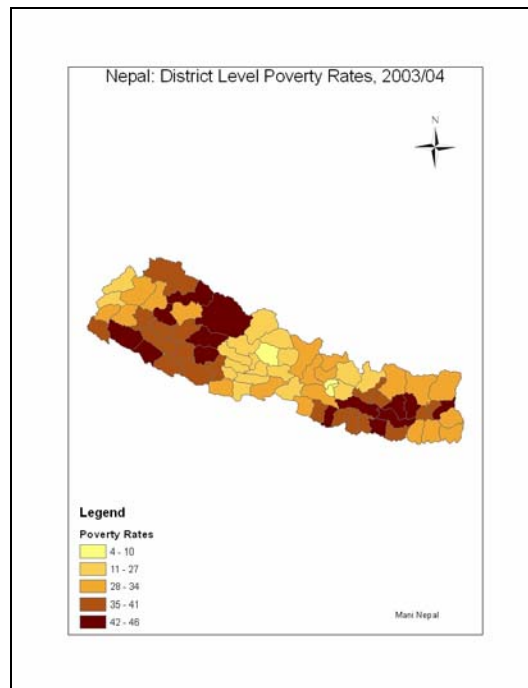 Nepal: District Level Poverty Rates, 2003/04
N
Legend
Poverty Rates
4 - 10
11 - 27
28 - 34
35 - 41
42 - 46
Mani Nepal